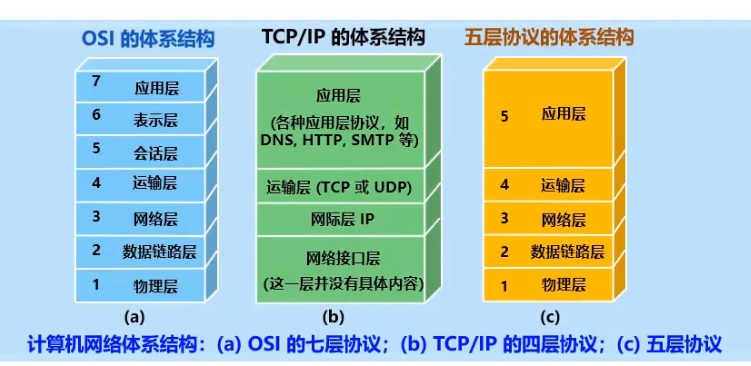 OSI 的体系结构
TCP/IP 的体系结构
五层协议的体系结构
7 应用层
6 表示层
5 会话层
4 运输层
3 网络层
2 数据链路层
1 物理层
(a)
应用层
(各种应用层协议，如
DNS, HTTP, SMTP 等)
运输层 (TCP 或 UDP)
网际层 IP
网络接口层
(这一层并没有具体内容)
(b)
5 应用层
4 运输层
3 网络层
2 数据链路层
1 物理层
(c)
计算机网络体系结构：(a) OSI 的七层协议；(b) TCP/IP 的四层协议；(c) 五层协议